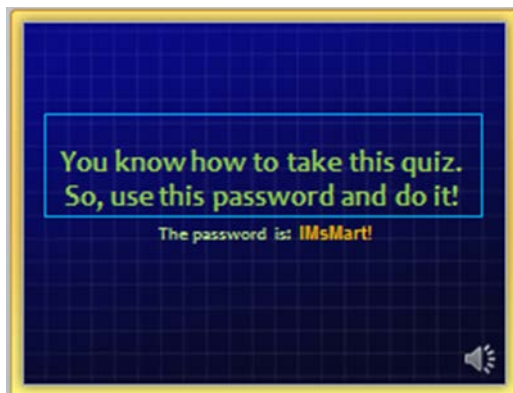 You know how to take this quiz.
So, use this password and do it!
The password is: IMsMart!